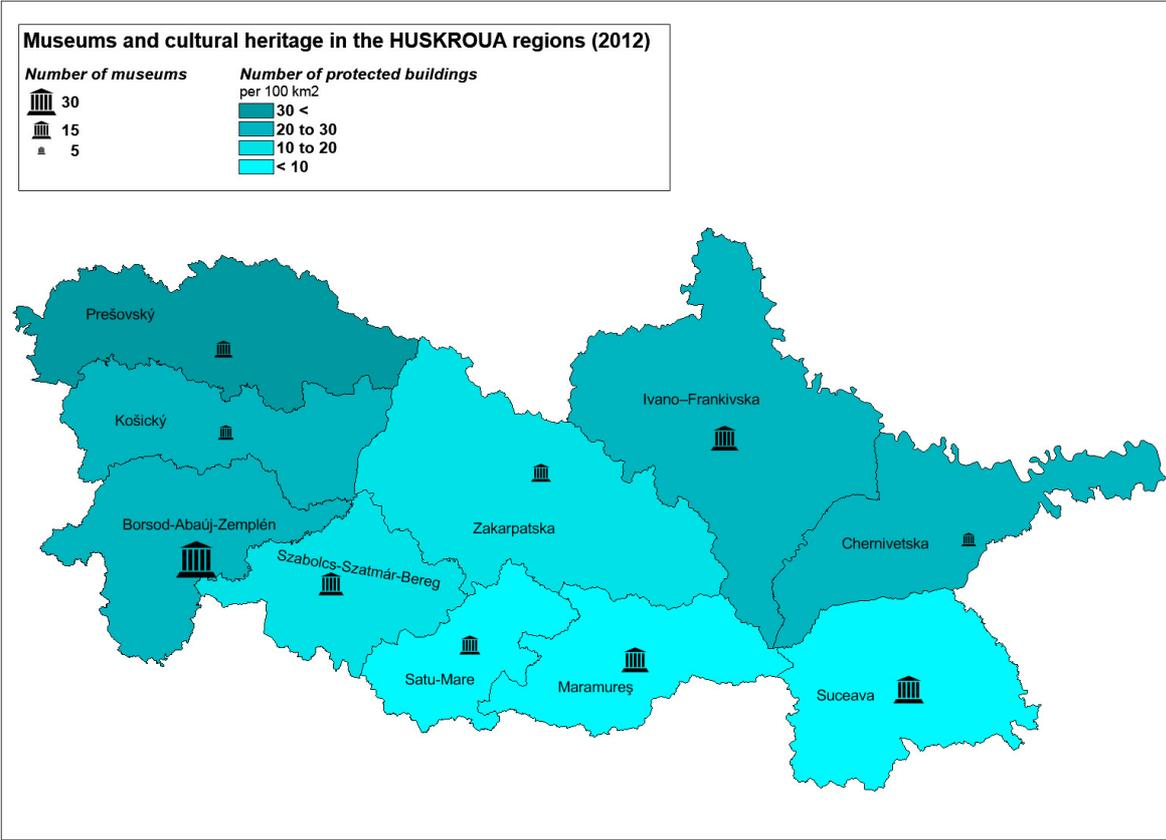 Museums and cultural heritage in the HUSKROUA regions (2012)
Number of museums
30
15
5
Number of protected buildings
per 100 km2
30 <
20 to 30
10 to 20
< 10
Prešovský
Košický
Borsod-Abaúj-Zemplén
Szabolcs-Szatmár-Bereg
Zakarpatska
Ivano–Frankivska
Chernivetska
Satu-Mare
Maramureş
Suceava